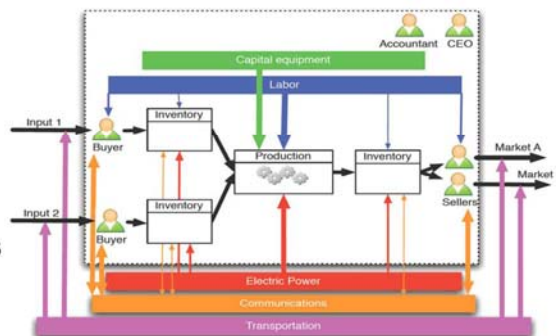 Accountant CEO
Capital equipment
Labor
Input 1
Inventory
Buyer
Production
Inventory
Market A
Market
Sellers
Input 2
Inventory
Buyer
Electric Power
Communications
Transportation